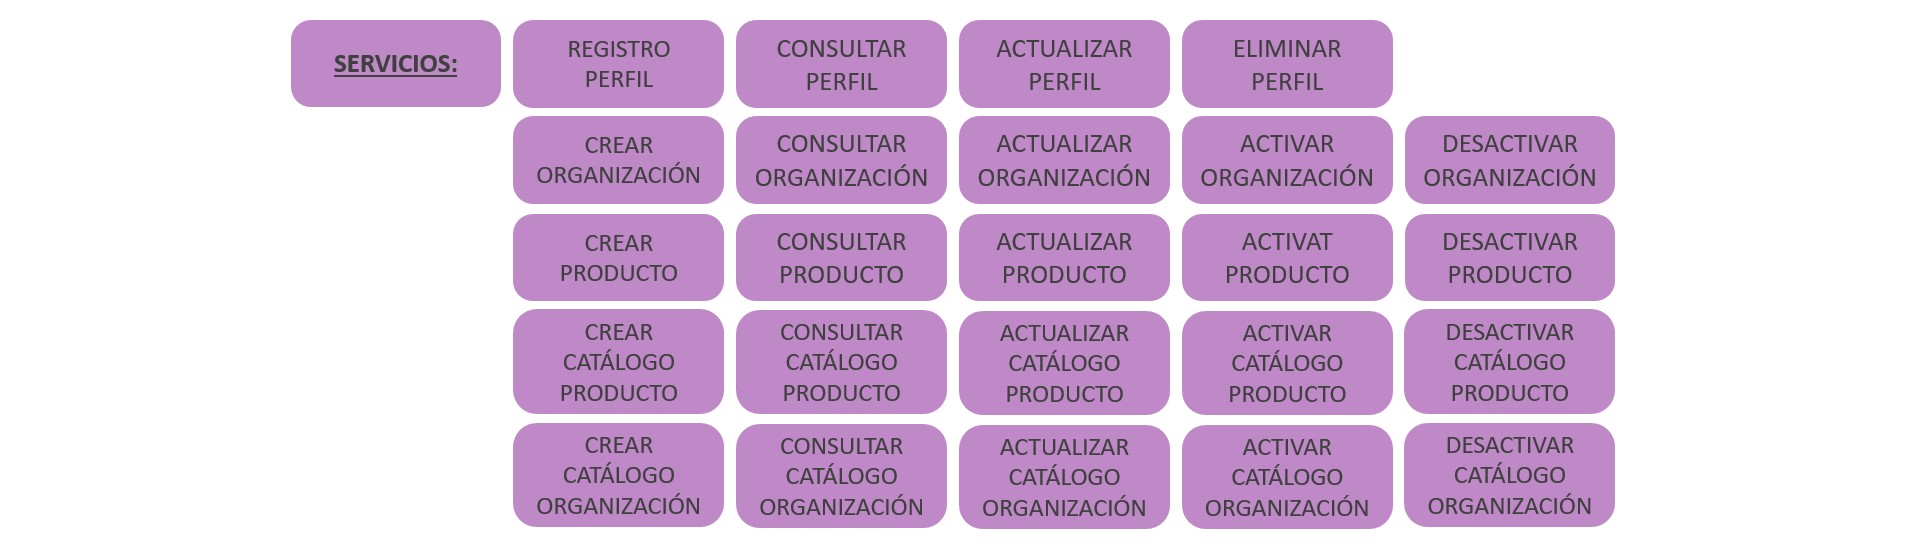 SERVICIOS:
REGISTRO
PERFIL
CONSULTAR
PERFIL
ACTUALIZAR
PERFIL
ELIMINAR
PERFIL
CREAR
ORGANIZACIÓN
CONSULTAR
ORGANIZACIÓN
ACTUALIZAR
ORGANIZACIÓN
ACTIVAR
ORGANIZACIÓN
DESACTIVAR
ORGANIZACIÓN
CREAR
PRODUCTO
CONSULTAR
PRODUCTO
ACTUALIZAR
PRODUCTO
ACTIVAT
PRODUCTO
DESACTIVAR
PRODUCTO
CREAR
CATÁLOGO
PRODUCTO
CONSULTAR
CATÁLOGO
PRODUCTO
ACTUALIZAR
CATÁLOGO
PRODUCTO
ACTIVAR
CATÁLOGO
PRODUCTO
DESACTIVAR
CATÁLOGO
PRODUCTO
CREAR
CATÁLOGO
ORGANIZACIÓN
CONSULTAR
CATÁLOGO
ORGANIZACIÓN
ACTUALIZAR
CATÁLOGO
ORGANIZACIÓN
ACTIVAR
CATÁLOGO
ORGANIZACIÓN
DESACTIVAR
CATÁLOGO
ORGANIZACIÓN